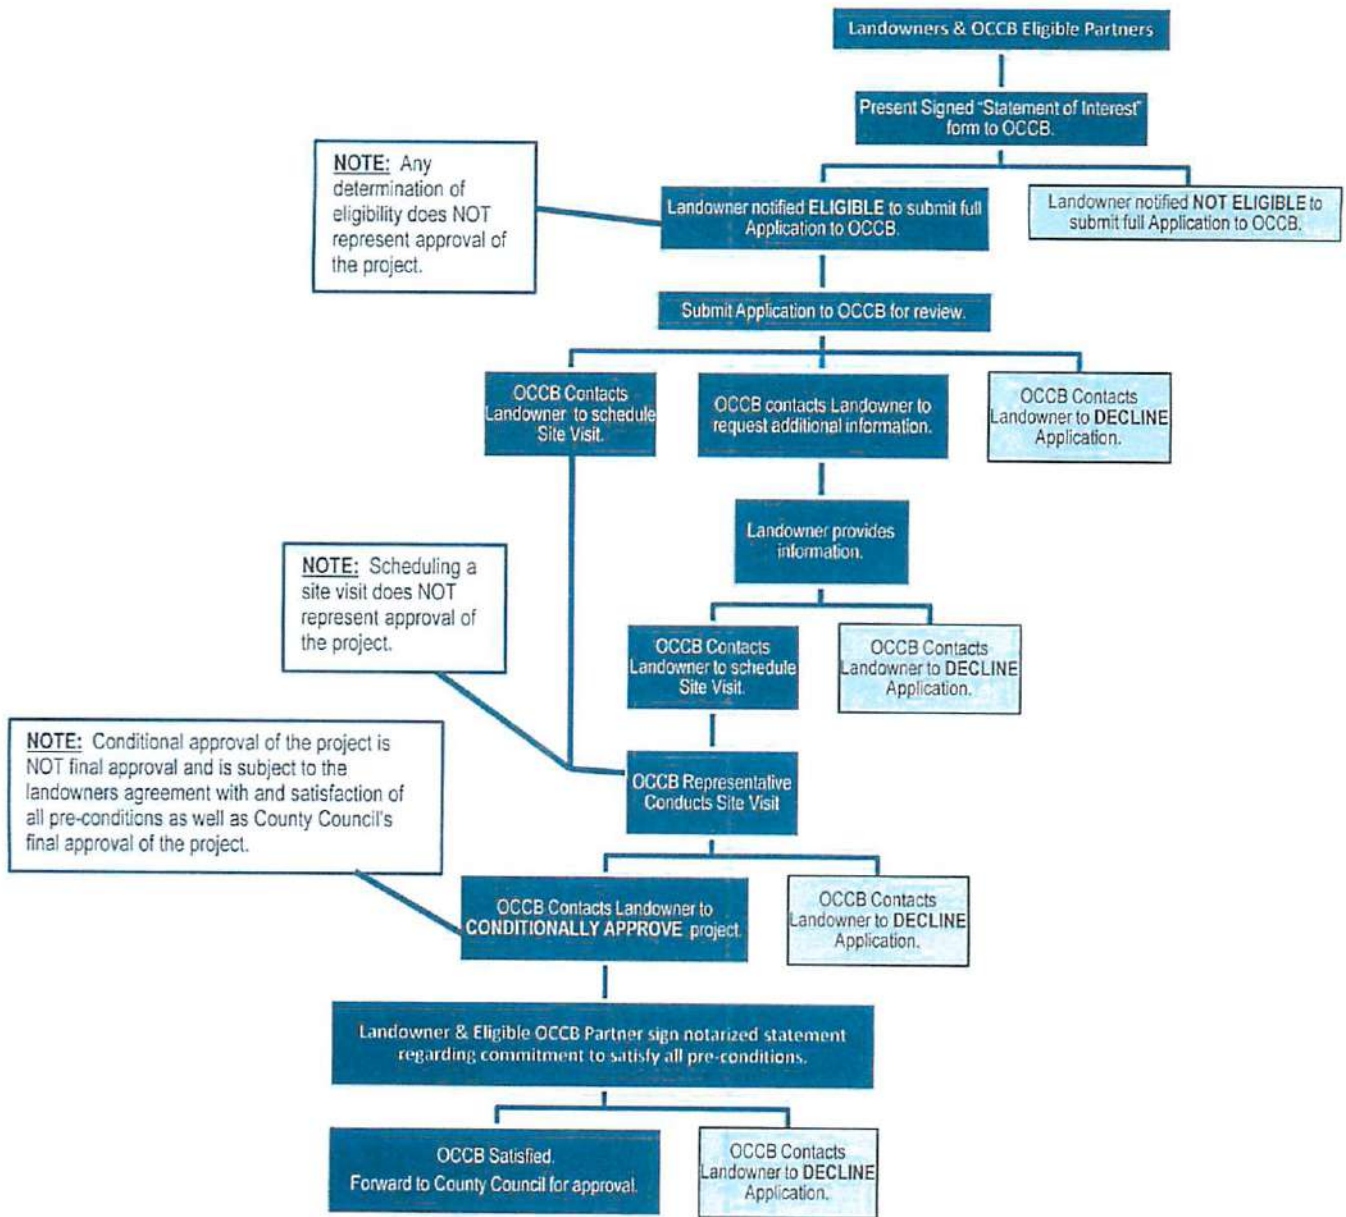 Landowners & OCCB Eligible Partners
Present Signed "Statement of Interest"
form to OCCB.
NOTE: Any
determination of
eligibility does NOT
represent approval of
the project.
Landowner notified ELIGIBLE to submit full
Application to OCCB.
Landowner notified NOT ELIGIBLE to
submit full Application to OCCB.
Submit Application to OCCB for review.
OCCB Contacts
Landowner to schedule
Site Visit.
OCCB contacts Landowner to
request additional information.
OCCB Contacts
Landowner to DECLINE
Application.
Landowner provides
information.
NOTE: Scheduling a
site visit does NOT
represent approval of
the project.
OCCB Contacts
Landowner to schedule
Site Visit.
OCCB Contacts
Landowner to DECLINE
Application.
NOTE: Conditional approval of the project is
NOT final approval and is subject to the
landowners agreement with and satisfaction of
all pre-conditions as well as County Council's
final approval of the project.
OCCB Representative
Conducts Site Visit
OCCB Contacts Landowner to
CONDITIONALLY APPROVE project.
OCCB Contacts
Landowner to DECLINE
Application.
Landowner & Eligible OCCB Partner sign notarized statement
regarding commitment to satisfy all pre-conditions.
OCCB Satisfied.
Forward to County Council for approval.
OCCB Contacts
Landowner to DECLINE
Application.